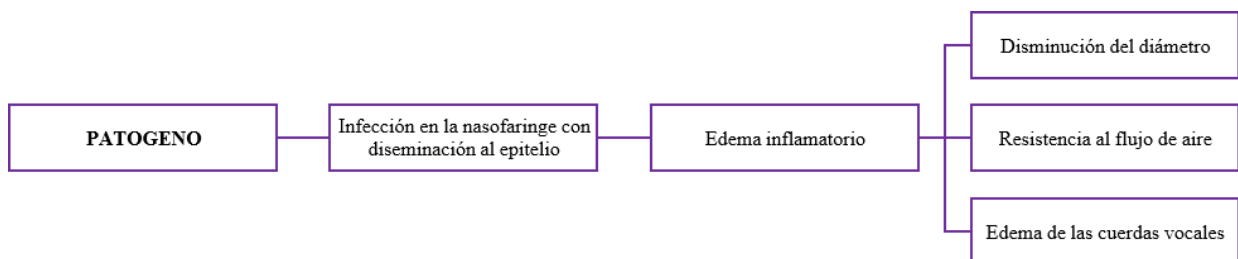 Disminución del diámetro
PATOGENO
Infección en la nasofaringe con
diseminación al epitelio
Edema inflamatorio
Resistencia al flujo de aire
Edema de las cuerdas vocales